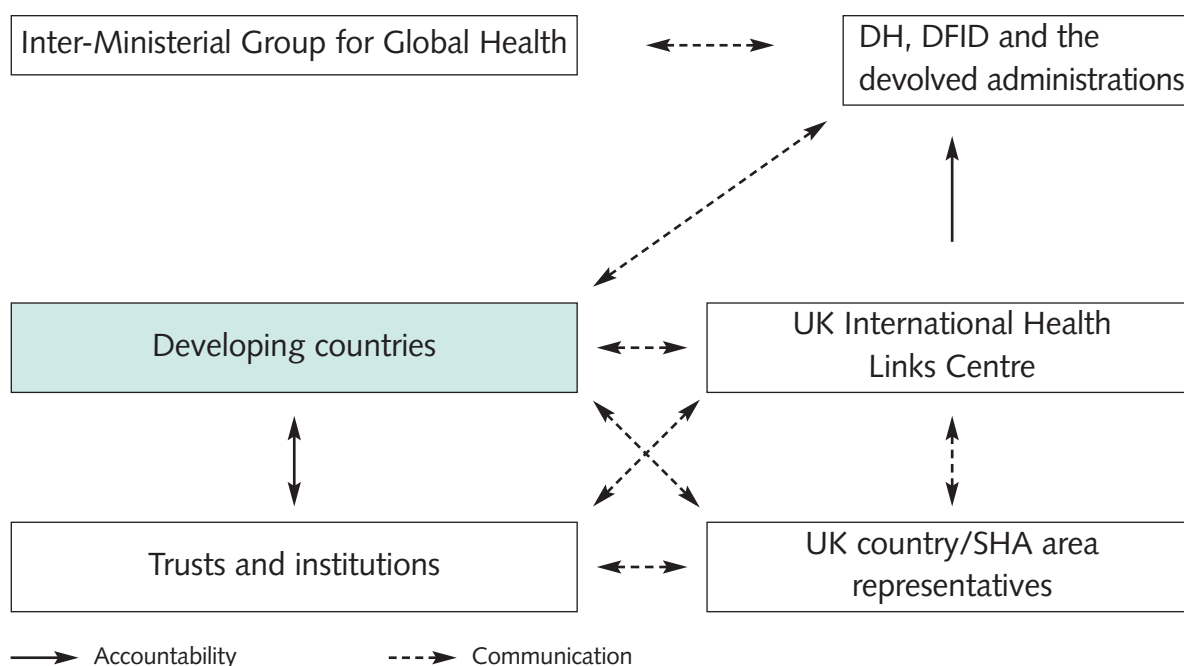 Inter-Ministerial Group for Global Health
DH, DFID and the
devolved administrations
Developing countries
UK International Health
Links Centre
Trusts and institutions
UK country/SHA area
representatives
Accountability
Communication